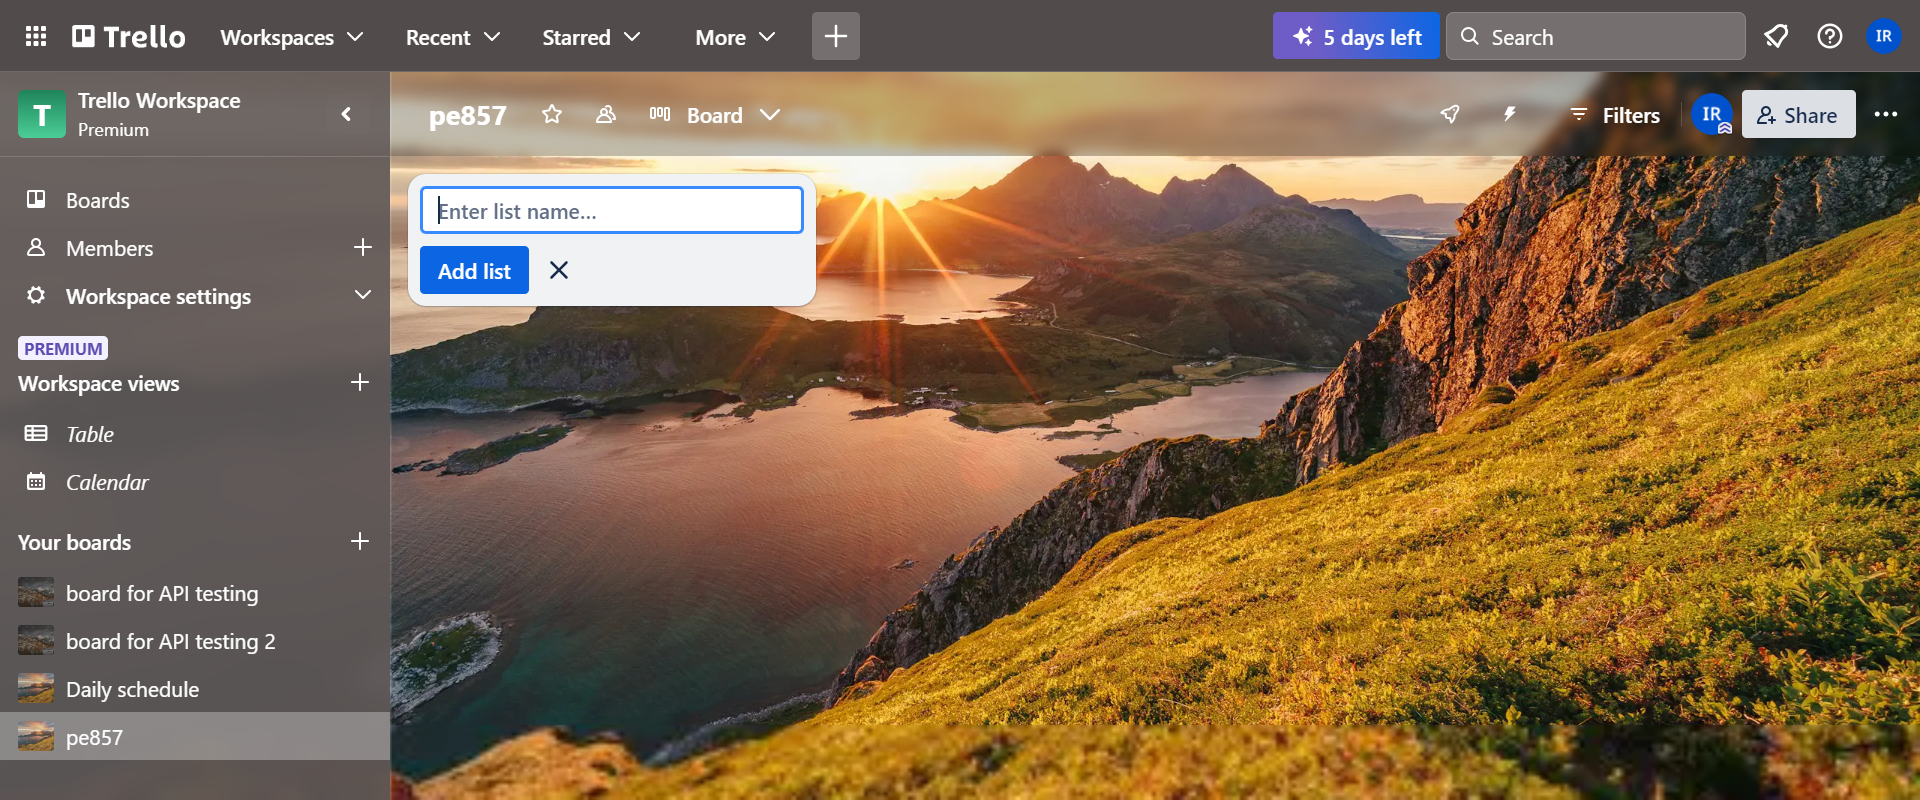 Trello
Workspaces
Recent
Starred
More
5 days left
Search
IR
T
Trello Workspace
Premium
pe857
Board
Filters
IR
Share
Boards
Members
Workspace settings
PREMIUM
Workspace views
Table
Calendar
Your boards
board for API testing
board for API testing 2
Daily schedule
pe857
Enter list name...
Add list